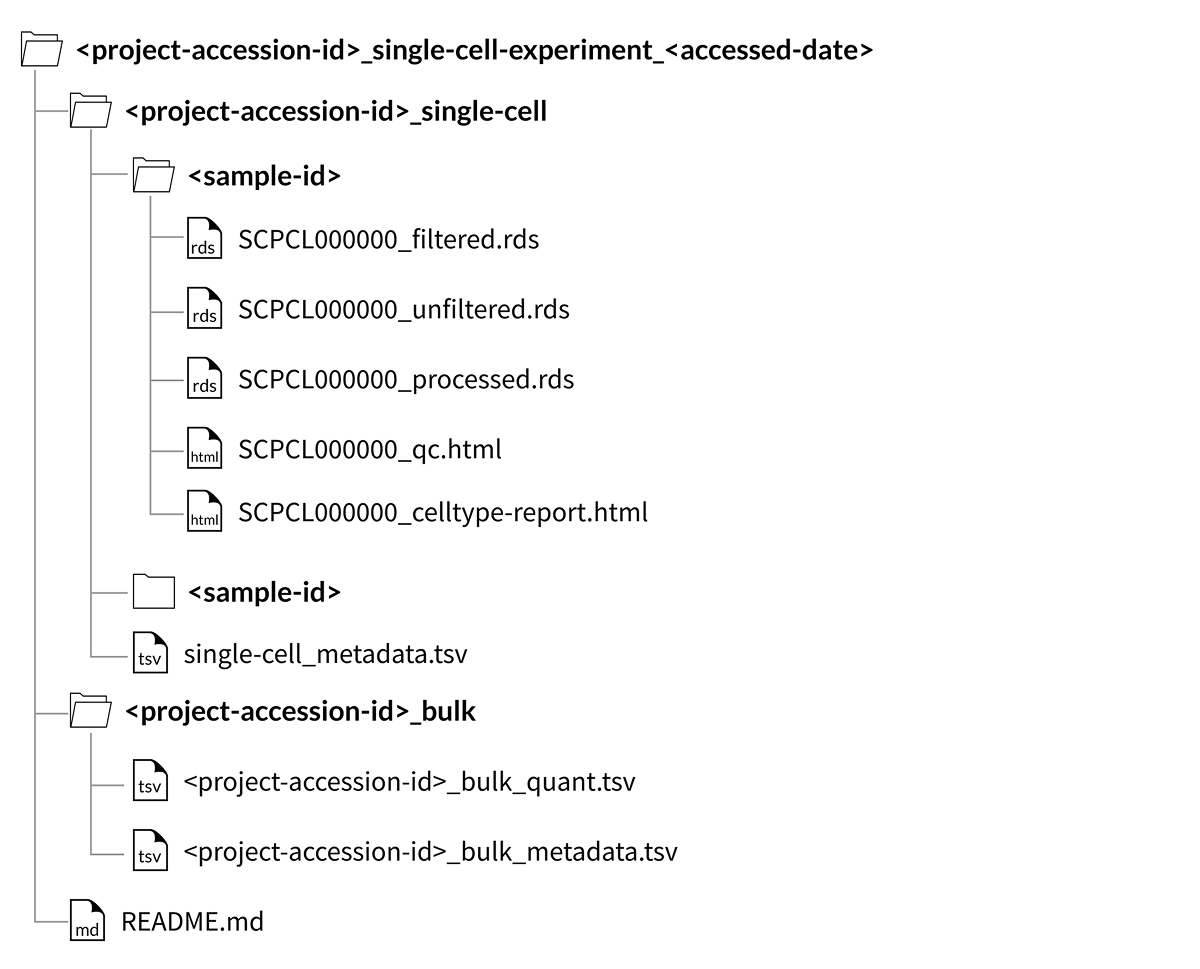 <project-accession-id>_single-cell-experiment_<accessed-date>
<project-accession-id>_single-cell
<sample-id>
rds SCPCL000000_filtered.rds
rds SCPCL000000_unfiltered.rds
rds SCPCL000000_processed.rds
html SCPCL000000_qc.html
html SCPCL000000_celltype-report.html
<sample-id>
tsv single-cell_metadata.tsv
<project-accession-id>_bulk
tsv <project-accession-id>_bulk_quant.tsv
tsv <project-accession-id>_bulk_metadata.tsv
md README.md